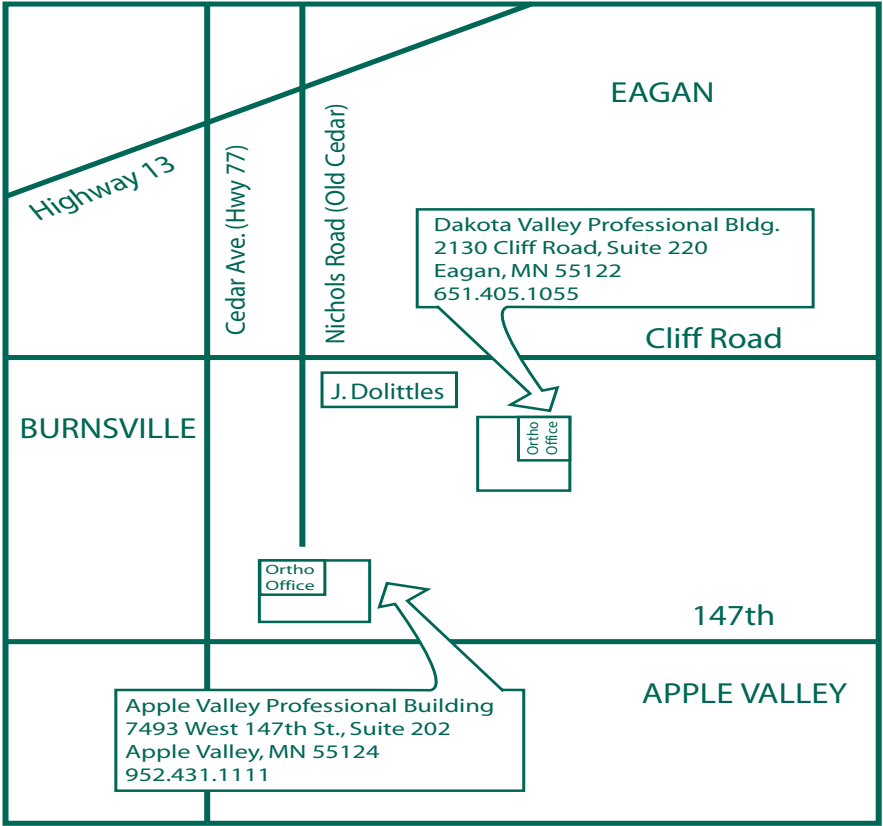 EAGAN
Highway 13
Cedar Ave. (Hwy 77)
Nichols Road (Old Cedar)
Dakota Valley Professional Bldg.
2130 Cliff Road, Suite 220
Eagan, MN 55122
651.405.1055
Cliff Road
J. Dolittles
BURNSVILLE
Ortho
Office
Ortho
Office
147th
APPLE VALLEY
Apple Valley Professional Building
7493 West 147th St., Suite 202
Apple Valley, MN 55124
952.431.1111